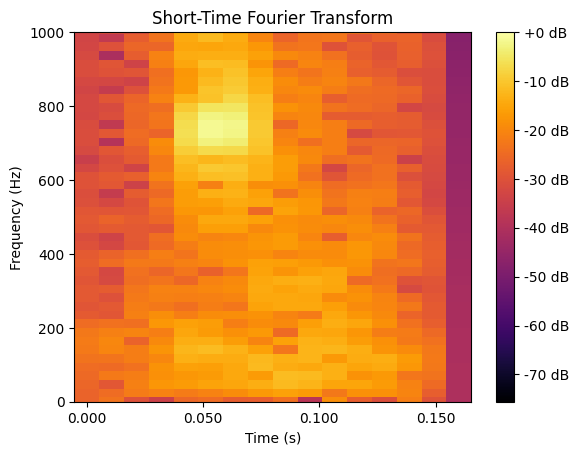 Short-Time Fourier Transform
1000
800
600
400
200
0
Frequency (Hz)
0.000
0.050
0.100
0.150
Time (s)
+0 dB
-10 dB
-20 dB
-30 dB
-40 dB
-50 dB
-60 dB
-70 dB